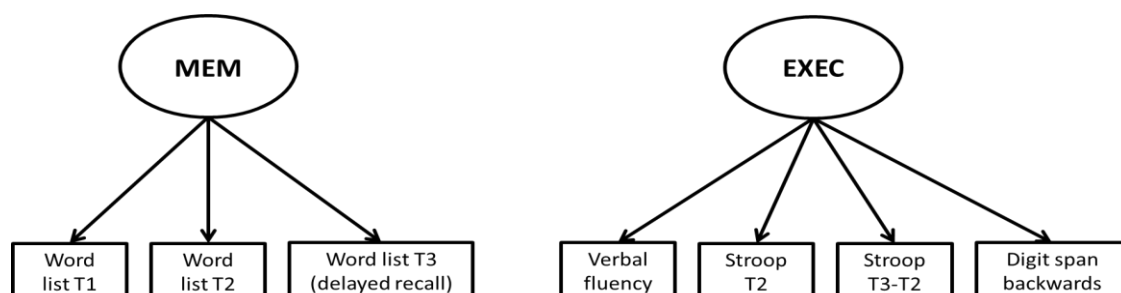 MEM
EXEC
Word
list T1
Word
list T2
Word list T3
(delayed recall)
Verbal
fluency
Stroop
T2
Stroop
T3-T2
Digit span
backwards